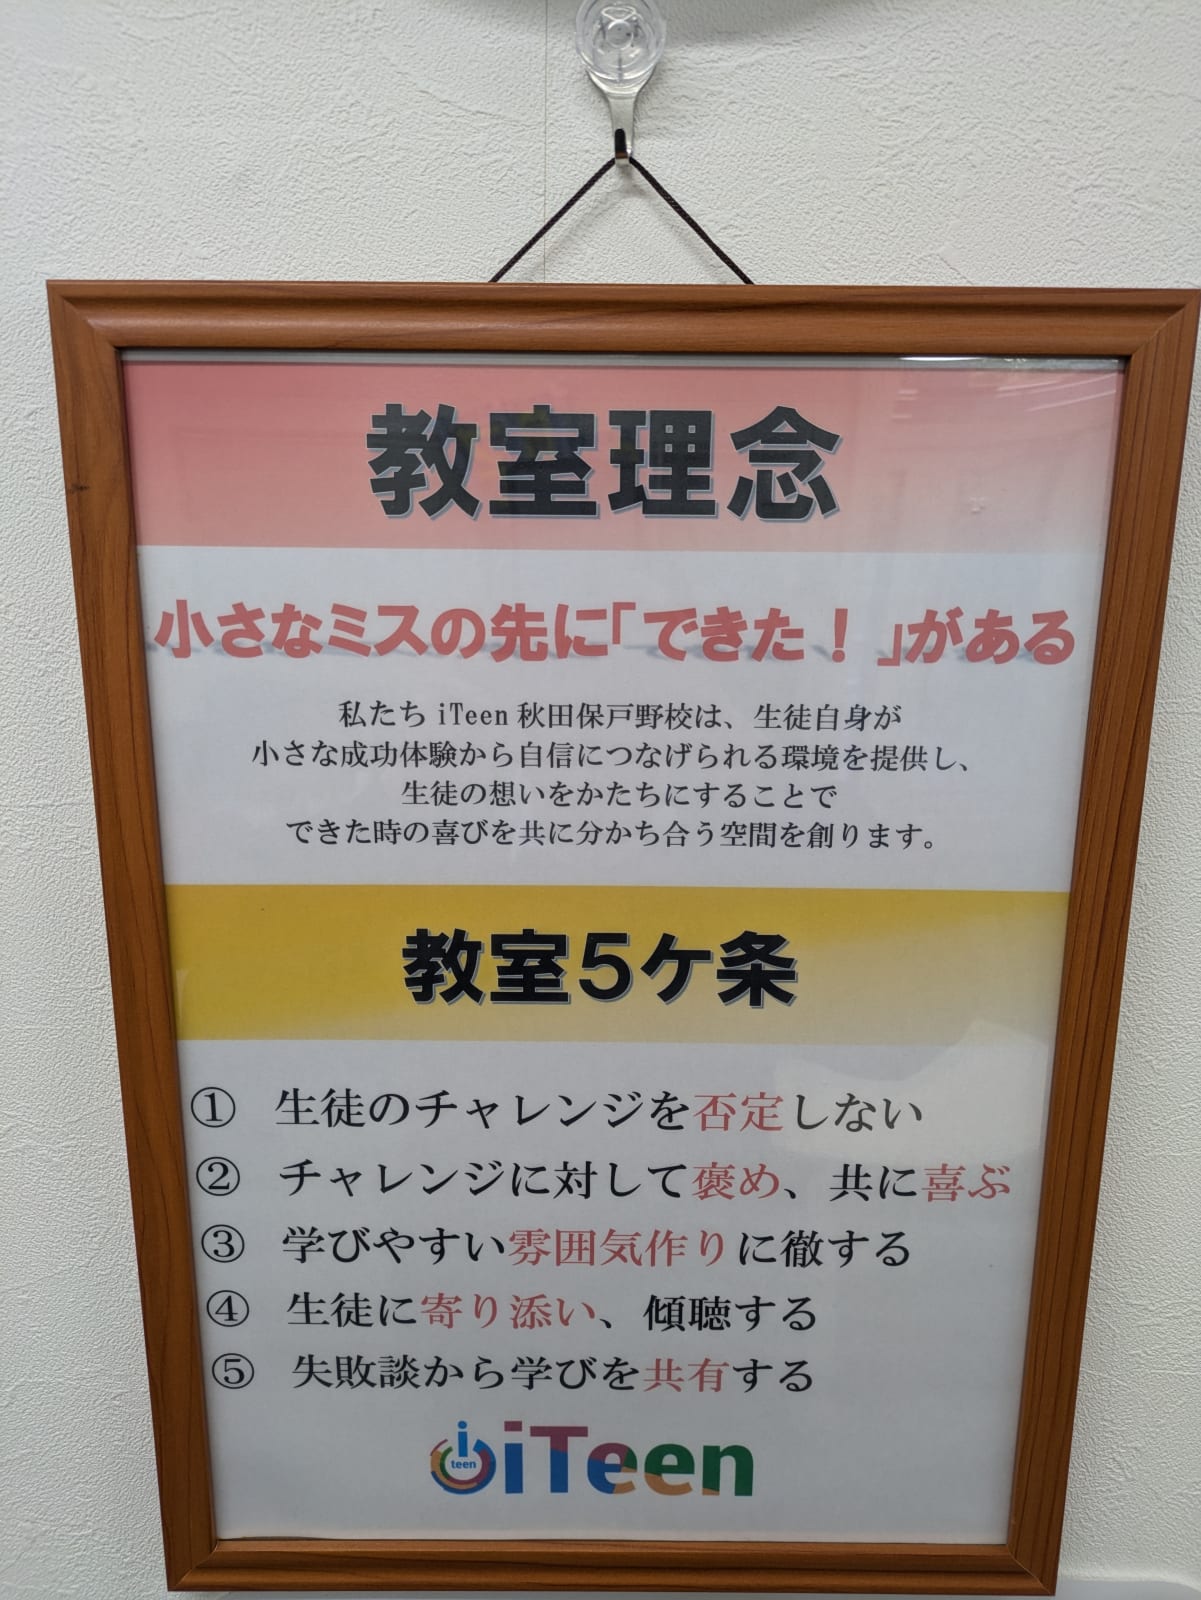 教室理念
小さなミスの先に「できた！」がある
私たち iTeen 秋田保戸野校は、生徒自身が
小さな成功体験から自信につなげられる環境を提供し、
生徒の想いをかたちにすることで
できた時の喜びを共に分かち合う空間を創ります。
教室５ケ条
① 生徒のチャレンジを否定しない
② チャレンジに対して褒め、共に喜ぶ
③ 学びやすい雰囲気作りに徹する
④ 生徒に寄り添い、傾聴する
⑤ 失敗談から学びを共有する
i teen iTeen